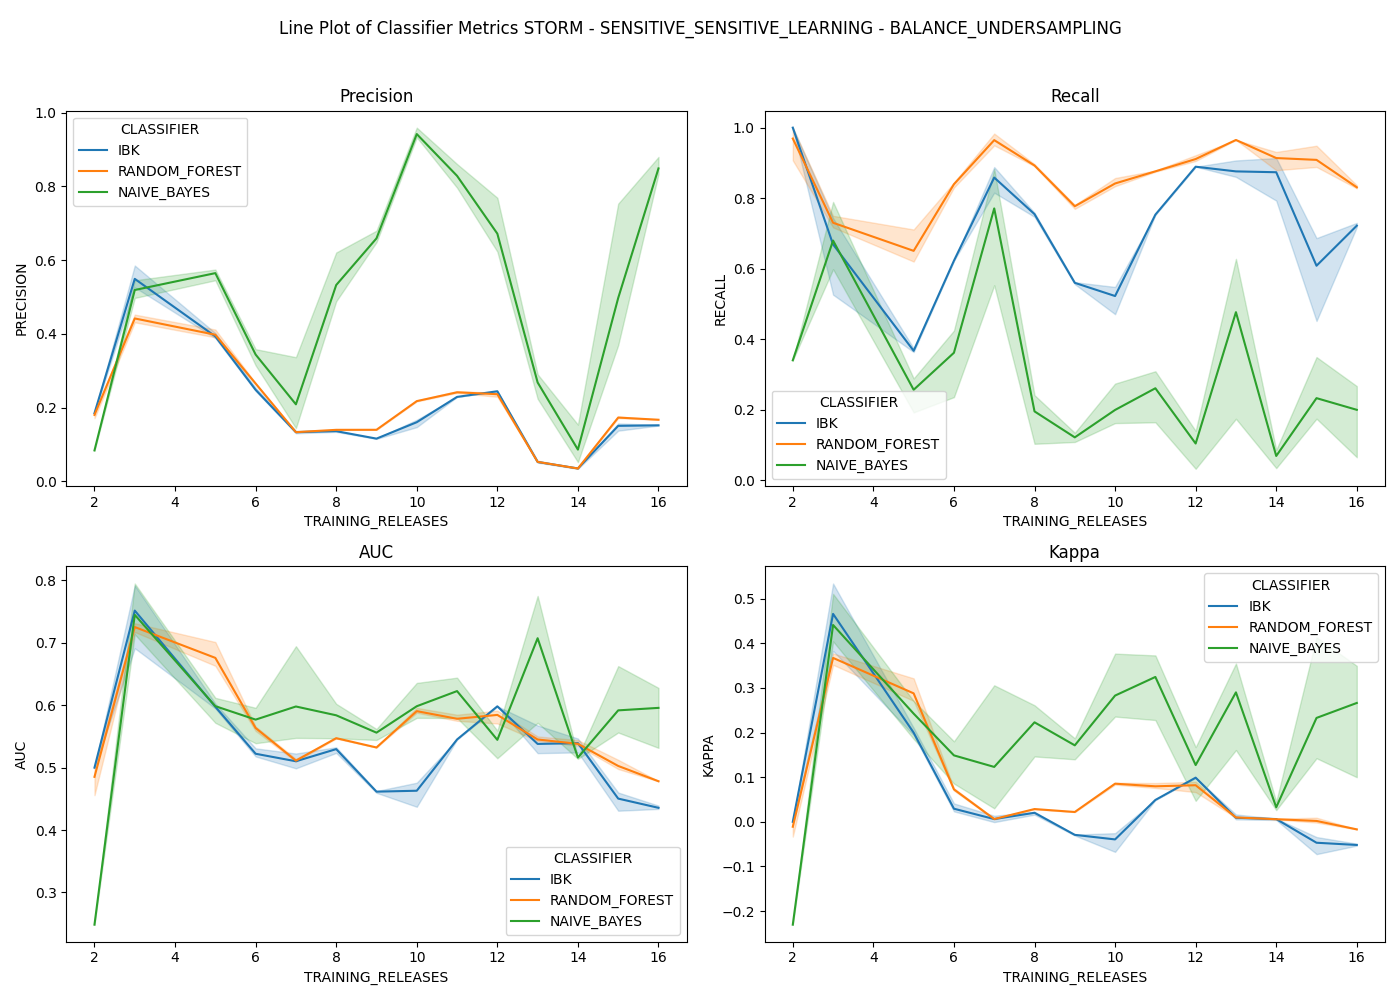 Line Plot of Classifier Metrics STORM - SENSITIVE_SENSITIVE_LEARNING - BALANCE_UNDERSAMPLING
Precision
PRECISION
1.0
0.8
0.6
0.4
0.2
0.0
CLASSIFIER
IBK
RANDOM_FOREST
NAIVE_BAYES
2 4 6 8 10 12 14 16
TRAINING_RELEASES
Recall
RECALL
1.0
0.8
0.6
0.4
0.2
0.0
CLASSIFIER
IBK
RANDOM_FOREST
NAIVE_BAYES
2 4 6 8 10 12 14 16
TRAINING_RELEASES
AUC
AUC
0.8
0.7
0.6
0.5
0.4
0.3
CLASSIFIER
IBK
RANDOM_FOREST
NAIVE_BAYES
2 4 6 8 10 12 14 16
TRAINING_RELEASES
Kappa
KAPPA
0.5
0.4
0.3
0.2
0.1
0.0
−0.1
−0.2
CLASSIFIER
IBK
RANDOM_FOREST
NAIVE_BAYES
2 4 6 8 10 12 14 16
TRAINING_RELEASES